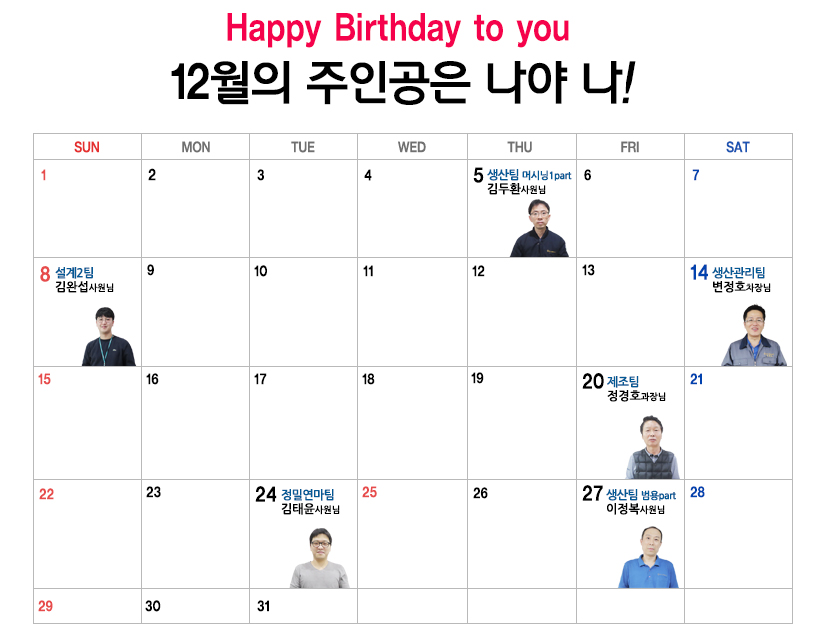 Happy Birthday to you
12월의 주인공은 나야 나!
SUN MON TUE WED THU FRI SAT
1 2 3 4 5 생산팀 머시닝1part 6 7
김두환사원님
8 설계2팀 9 10 11 12 13 14 생산관리팀
김완섭사원님 변정호차장님
15 16 17 18 19 20 제조팀 21
정경호과장님
22 23 24 정밀연마팀 25 26 27 생산팀 범용part 28
김태윤사원님 이정복사원님
29 30 31